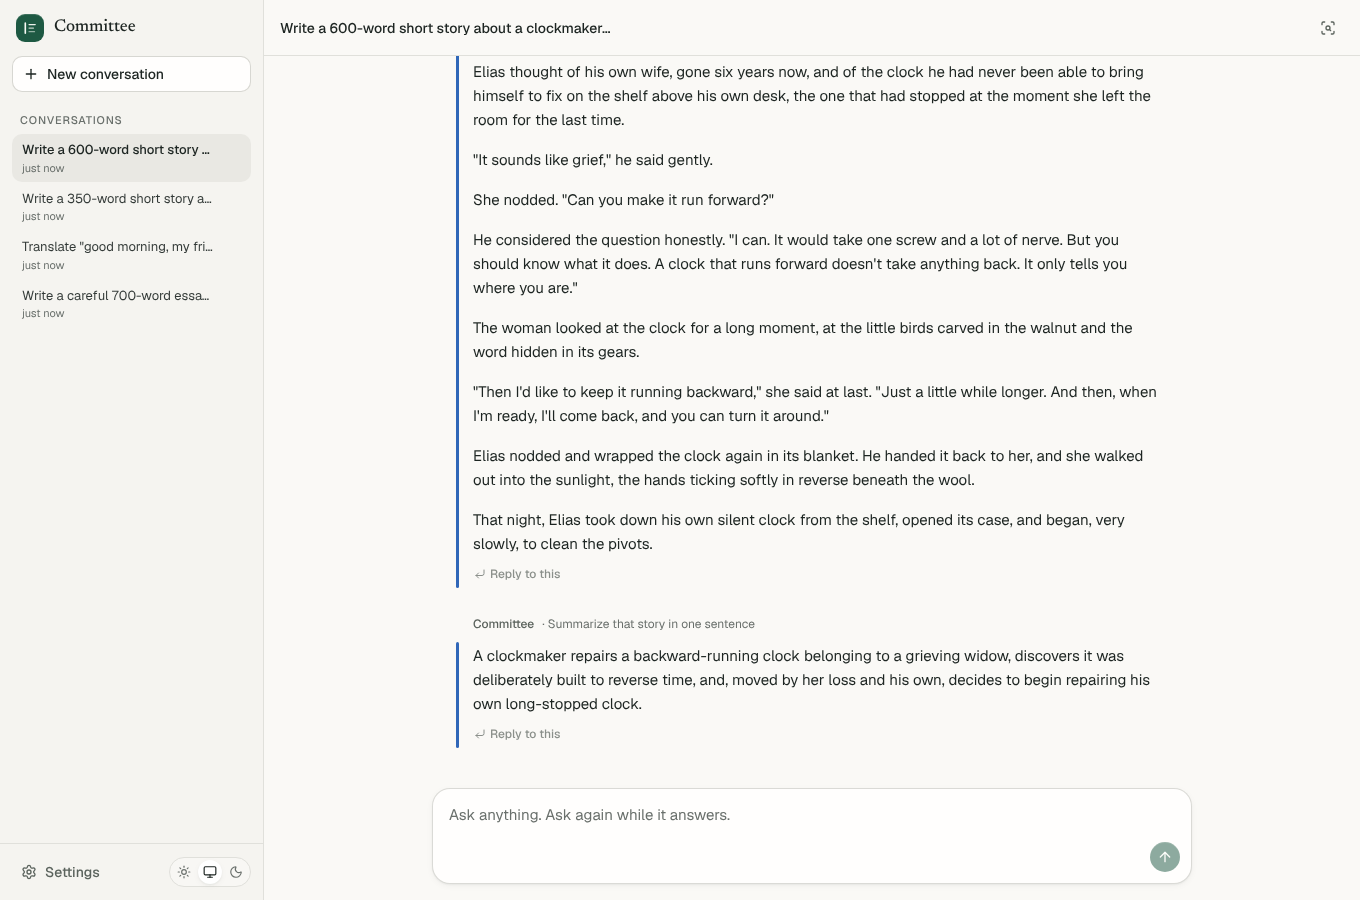 Committee
New conversation
CONVERSATIONS
Write a 600-word short story ...
just now
Write a 350-word short story a...
just now
Translate "good morning, my fri...
just now
Write a careful 700-word essa...
just now
Settings
Write a 600-word short story about a clockmaker...
Elias thought of his own wife, gone six years now, and of the clock he had never been able to bring
himself to fix on the shelf above his own desk, the one that had stopped at the moment she left the
room for the last time.
"It sounds like grief," he said gently.
She nodded. "Can you make it run forward?"
He considered the question honestly. "I can. It would take one screw and a lot of nerve. But you
should know what it does. A clock that runs forward doesn't take anything back. It only tells you
where you are."
The woman looked at the clock for a long moment, at the little birds carved in the walnut and the
word hidden in its gears.
"Then I'd like to keep it running backward," she said at last. "Just a little while longer. And then, when
I'm ready, I'll come back, and you can turn it around."
Elias nodded and wrapped the clock again in its blanket. He handed it back to her, and she walked
out into the sunlight, the hands ticking softly in reverse beneath the wool.
That night, Elias took down his own silent clock from the shelf, opened its case, and began, very
slowly, to clean the pivots.
Reply to this
Committee · Summarize that story in one sentence
A clockmaker repairs a backward-running clock belonging to a grieving widow, discovers it was
deliberately built to reverse time, and, moved by her loss and his own, decides to begin repairing his
own long-stopped clock.
Reply to this
Ask anything. Ask again while it answers.